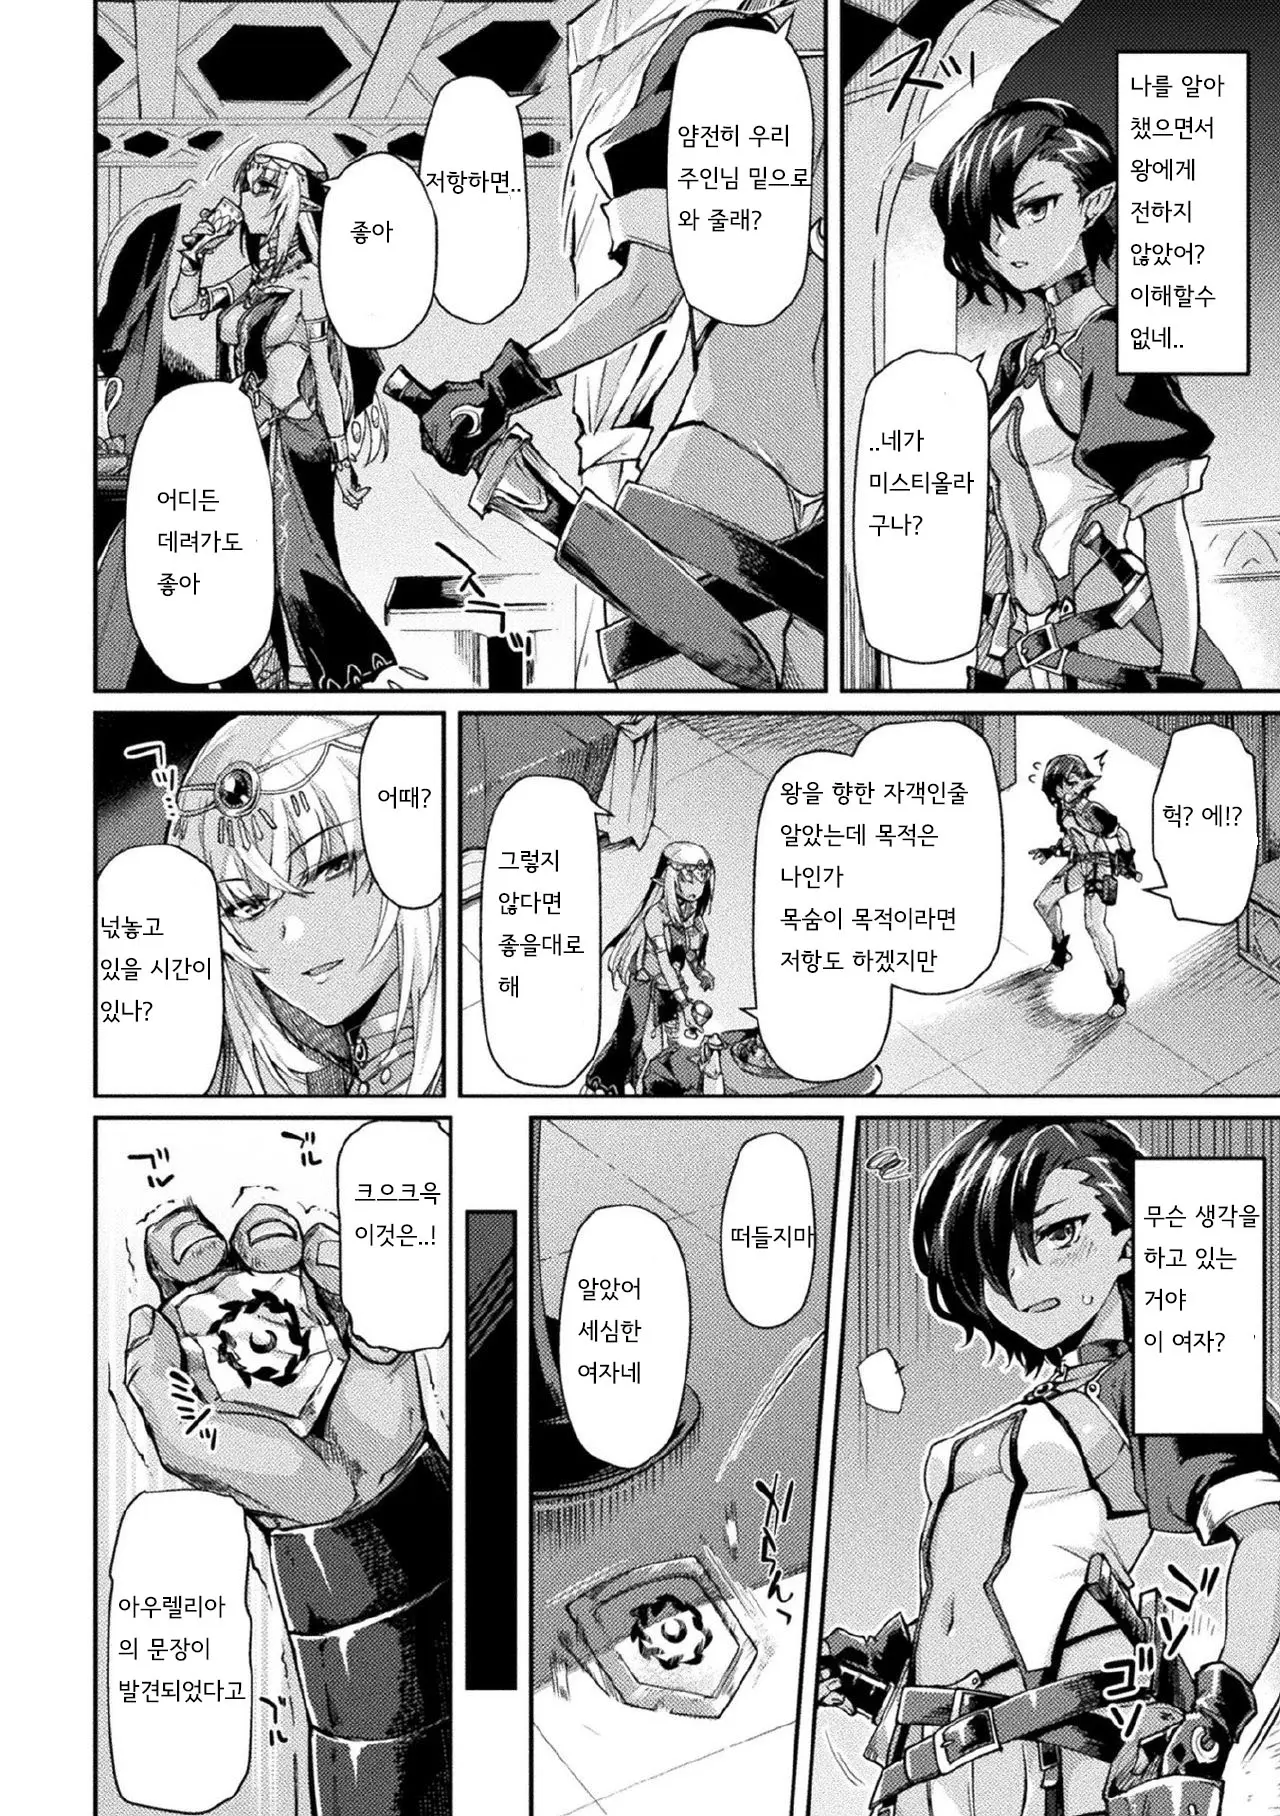 나를 알아
챘으면서
왕에게
전하지
않았어?
이해할수
없네..
..네가
미스티올라
구나?
얌전히 우리
주인님 밑으로
와 줄래?
저항하면..
좋아
어디든
데려가도
좋아
헉? 에!?
왕을 향한 자객인줄
알았는데 목적은
나인가
목숨이 목적이라면
저항도 하겠지만
그렇지
않다면
좋을대로
해
어때?
넋놓고
있을 시간이
있나?
무슨 생각을
하고 있는
거야
이 여자?
떠들지마
알았어
세심한
여자네
크으크윽
이것은..!
아우렐리아
의 문장이
발견되었다고